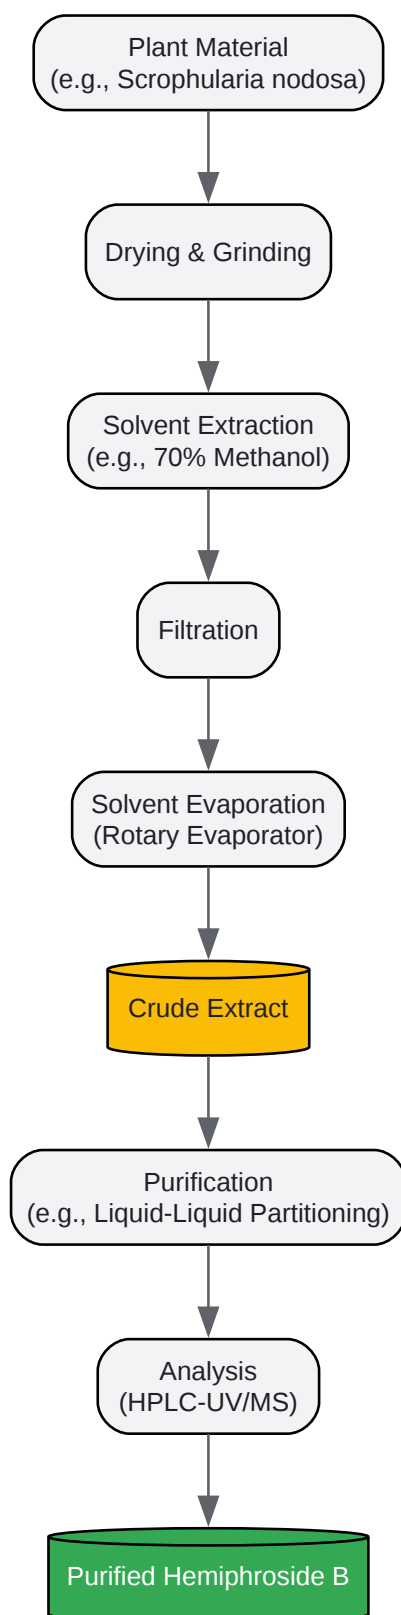 Plant Material
(e.g., Scrophularia nodosa)
Drying & Grinding
Solvent Extraction
(e.g., 70% Methanol)
Filtration
Solvent Evaporation
(Rotary Evaporator)
Crude Extract
Purification
(e.g., Liquid-Liquid Partitioning)
Analysis
(HPLC-UV/MS)
Purified Hemiphroside B